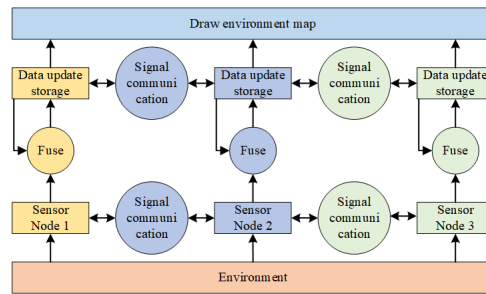 Draw environment map
Data update
storage
Signal
communi
cation
Data update
storage
Signal
communi
cation
Data update
storage
Fuse
Fuse
Fuse
Sensor
Node 1
Signal
communi
cation
Sensor
Node 2
Signal
communi
cation
Sensor
Node 3
Environment